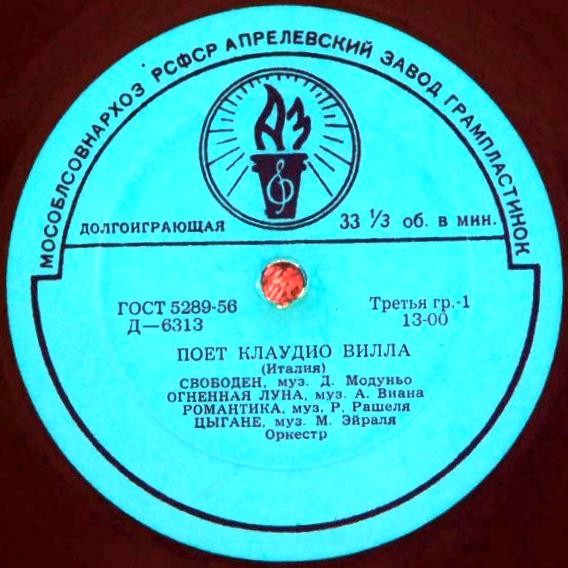 МОСОБЛСОВНАРХОЗ РСФСР АПРЕЛЕВСКИЙ ЗАВОД ГРАМПЛАСТИНОК
АЗ
ДОЛГОИГРАЮЩАЯ 33 1/3 об. в мин.
ГОСТ 5289-56 Третья гр.-1
Д—6313 13-00
ПОЕТ КЛАУДИО ВИЛЛА
(Италия)
СВОБОДЕН, муз. Д. Модуньо
ОГНЕННАЯ ЛУНА, муз. А. Виана
РОМАНТИКА, муз. Р. Рашеля
ЦЫГАНЕ, муз. М. Эйраля
Оркестр